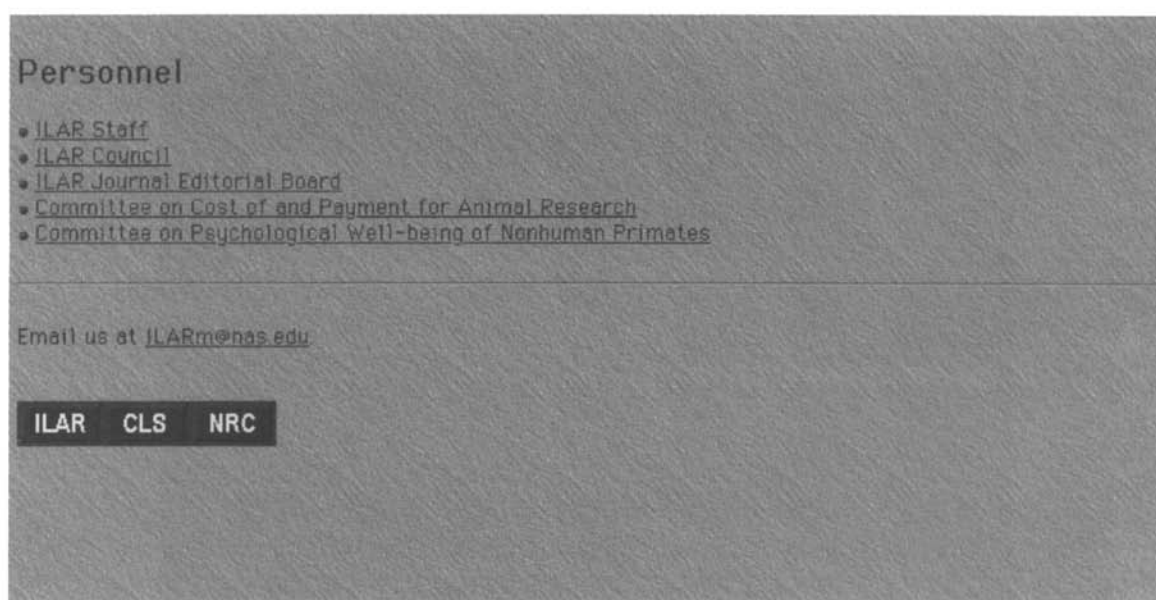 Personnel
ILAR Staff
ILAR Council
ILAR Journal Editorial Board
Committee on Cost of and Payment for Animal Research
Committee on Psychological Well-being of Nonhuman Primates
Email us at ILARm@nas.edu
ILAR CLS NRC